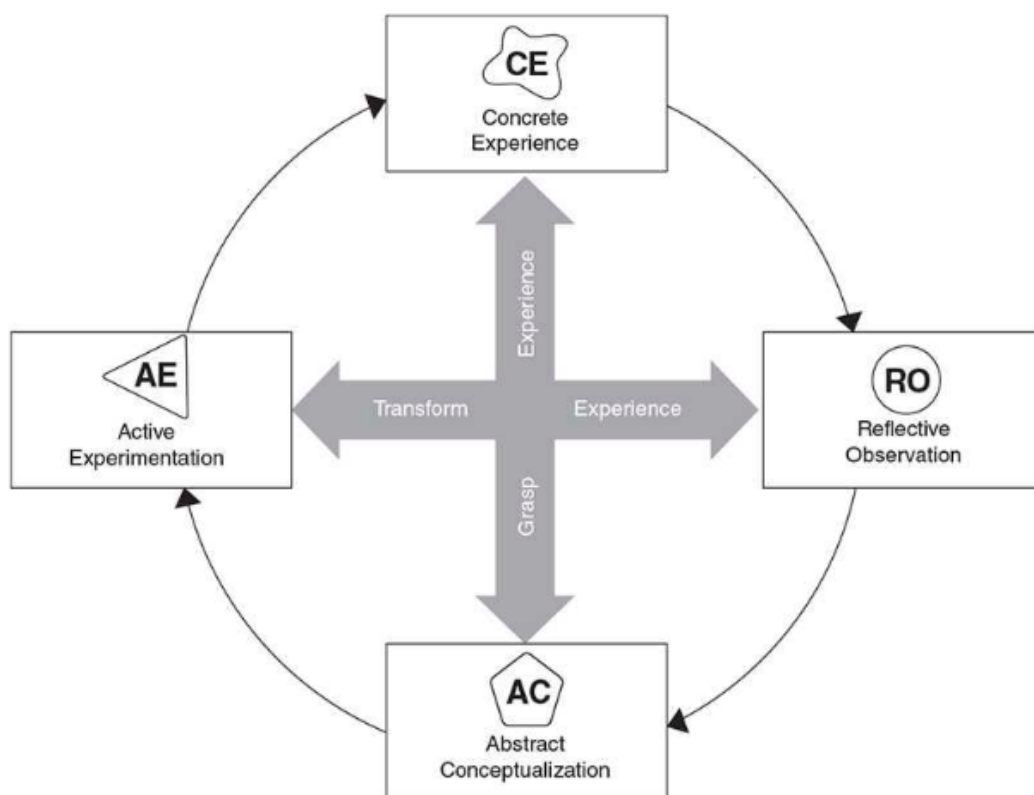 CE
Concrete
Experience
Experience
AE
Active
Experimentation
Transform
Experience
RO
Reflective
Observation
Grasp
AC
Abstract
Conceptualization